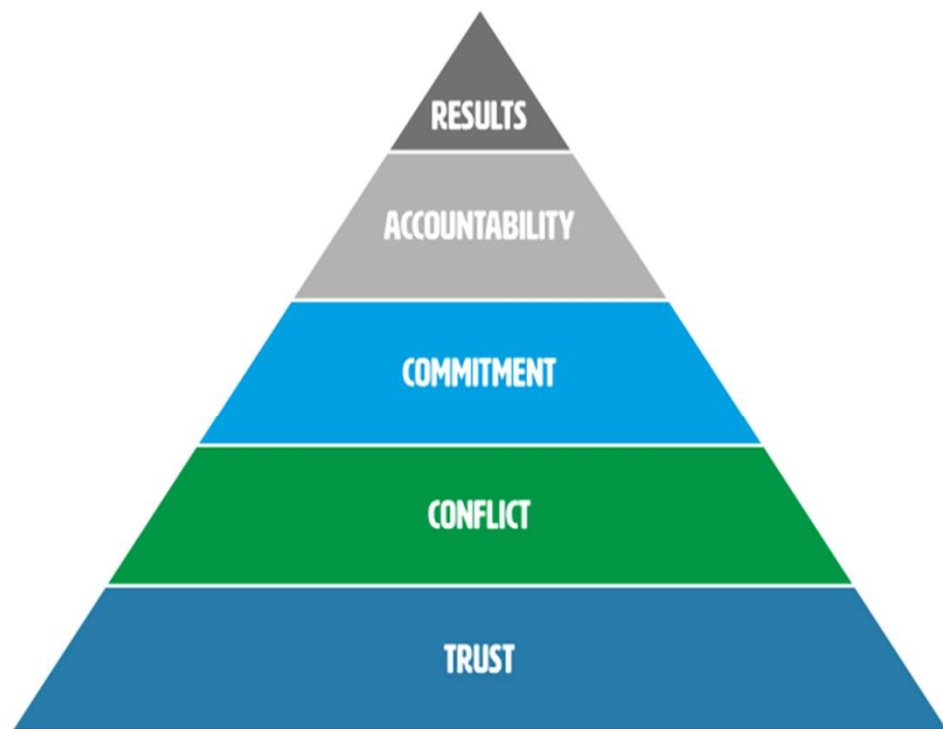 RESULTS
ACCOUNTABILITY
COMMITMENT
CONFLICT
TRUST